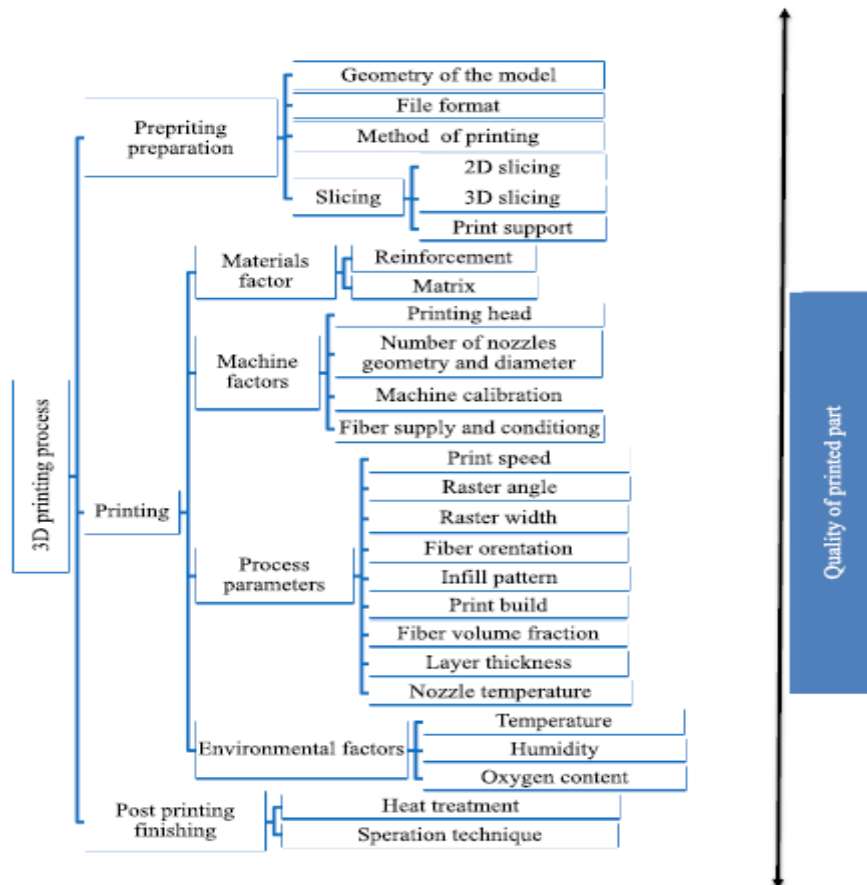 Geometry of the model
File format
Prepriting
preparation
Method of printing
2D slicing
Slicing
3D slicing
Print support
Materials
factor
Reinforcement
Matrix
Printing head
Machine
factors
Number of nozzles
geometry and diameter
Machine calibration
Fiber supply and conditiong
3D printing process
Printing
Print speed
Raster angle
Raster width
Fiber orentation
Process
parameters
Infill pattern
Print build
Fiber volume fraction
Layer thickness
Nozzle temperature
Environmental factors
Temperature
Humidity
Oxygen content
Post printing
finishing
Heat treatment
Speration technique
Quality of printed part